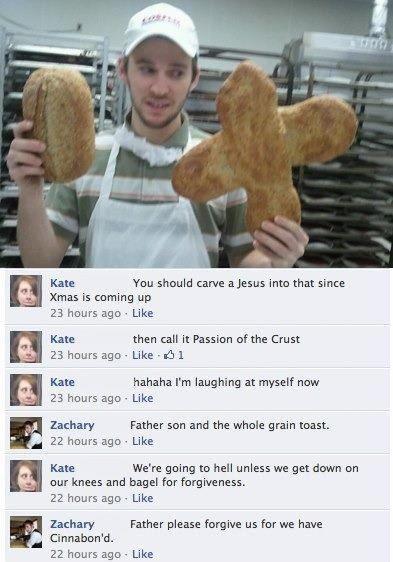 COSTCO
Kate You should carve a Jesus into that since
Xmas is coming up
23 hours ago · Like
Kate then call it Passion of the Crust
23 hours ago · Like · 1
Kate hahaha I'm laughing at myself now
23 hours ago · Like
Zachary Father son and the whole grain toast.
22 hours ago · Like
Kate We're going to hell unless we get down on
our knees and bagel for forgiveness.
22 hours ago · Like
Zachary Father please forgive us for we have
Cinnabon'd.
22 hours ago · Like